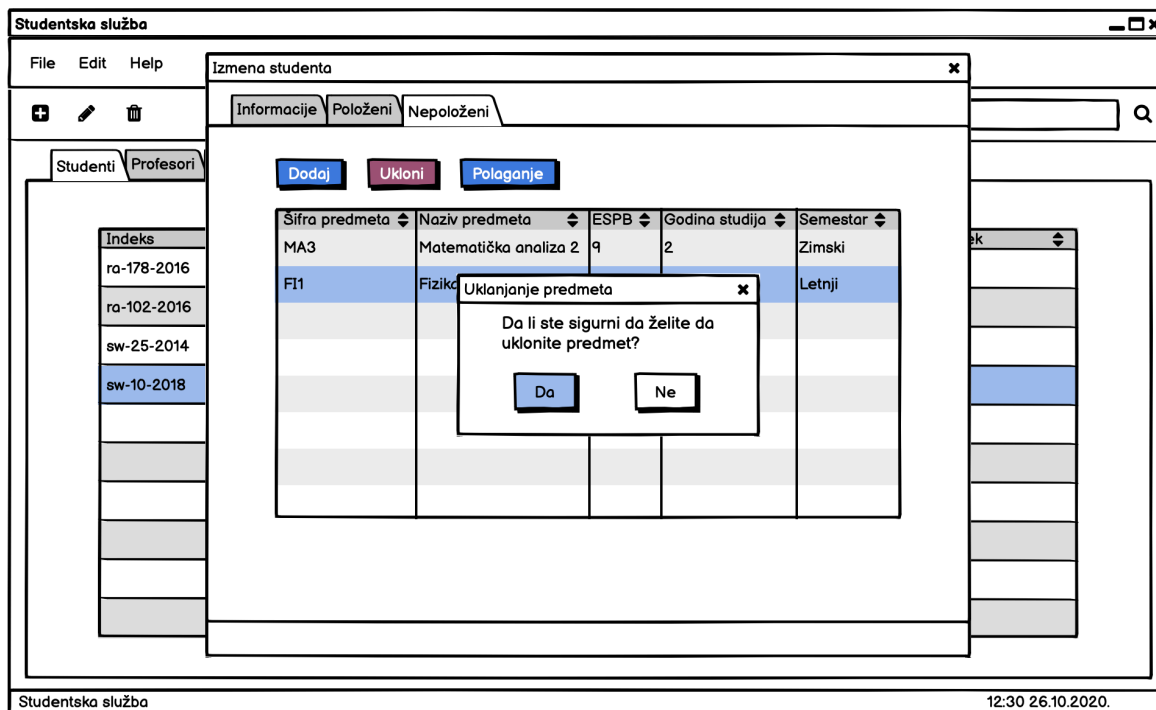 Studentska služba
File Edit Help
Izmena studenta
Informacije Položeni Nepoloženi
Studenti Profesori
Dodaj Ukloni Polaganje
Šifra predmeta Naziv predmeta ESPB Godina studija Semestar
MA3 Matematička analiza 2 9 2 Zimski
FI1 Fizika Letnji
Uklanjanje predmeta
Da li ste sigurni da želite da
uklonite predmet?
Da Ne
Indeks
ra-178-2016
ra-102-2016
sw-25-2014
sw-10-2018
Studentska služba 12:30 26.10.2020.